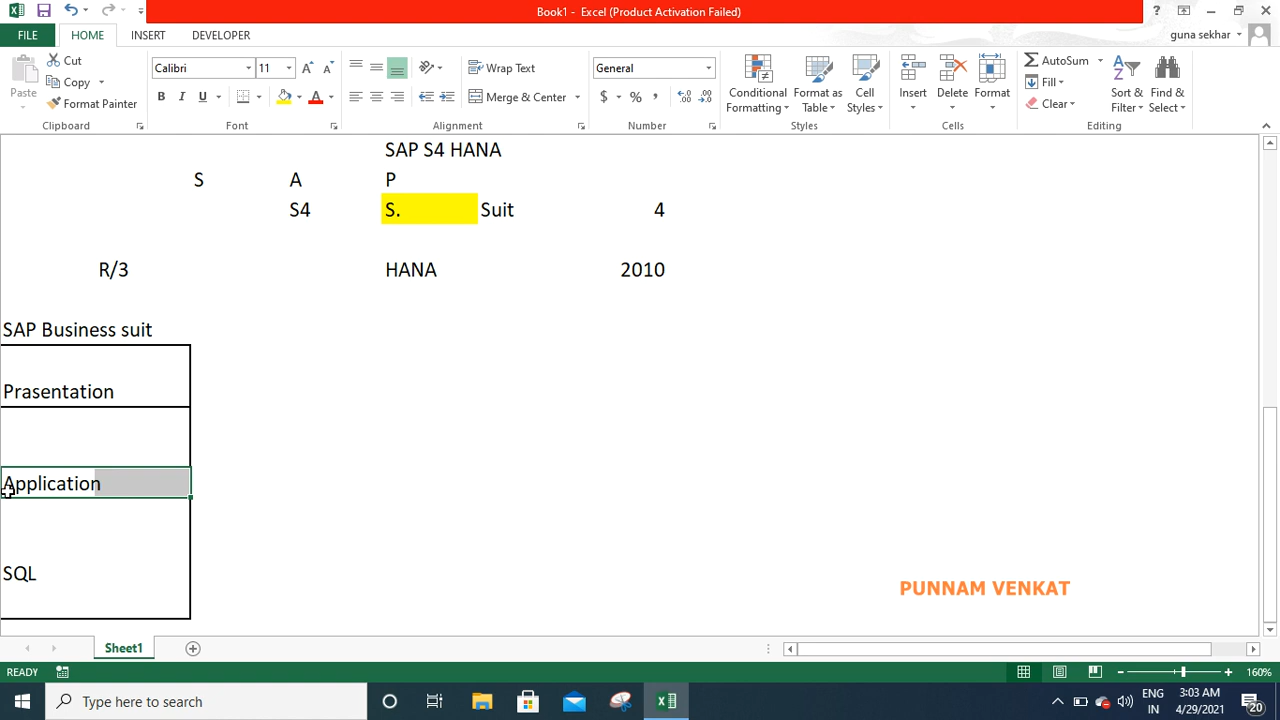 Book1 - Excel (Product Activation Failed)
FILE HOME INSERT DEVELOPER guna sekhar
Paste Cut Copy Format Painter Clipboard
Calibri 11 B I U A Font
Wrap Text Merge & Center Alignment
General $ % , Number
Conditional Formatting Format as Table Cell Styles Styles
Insert Delete Format Cells
AutoSum Fill Clear Sort & Filter Find & Select Editing
SAP S4 HANA
S A P
S4 S. Suit 4
R/3 HANA 2010
SAP Business suit
Prasentation
Application
SQL
PUNNAM VENKAT
Sheet1
READY 160%
Type here to search
ENG IN 3:03 AM 4/29/2021 20